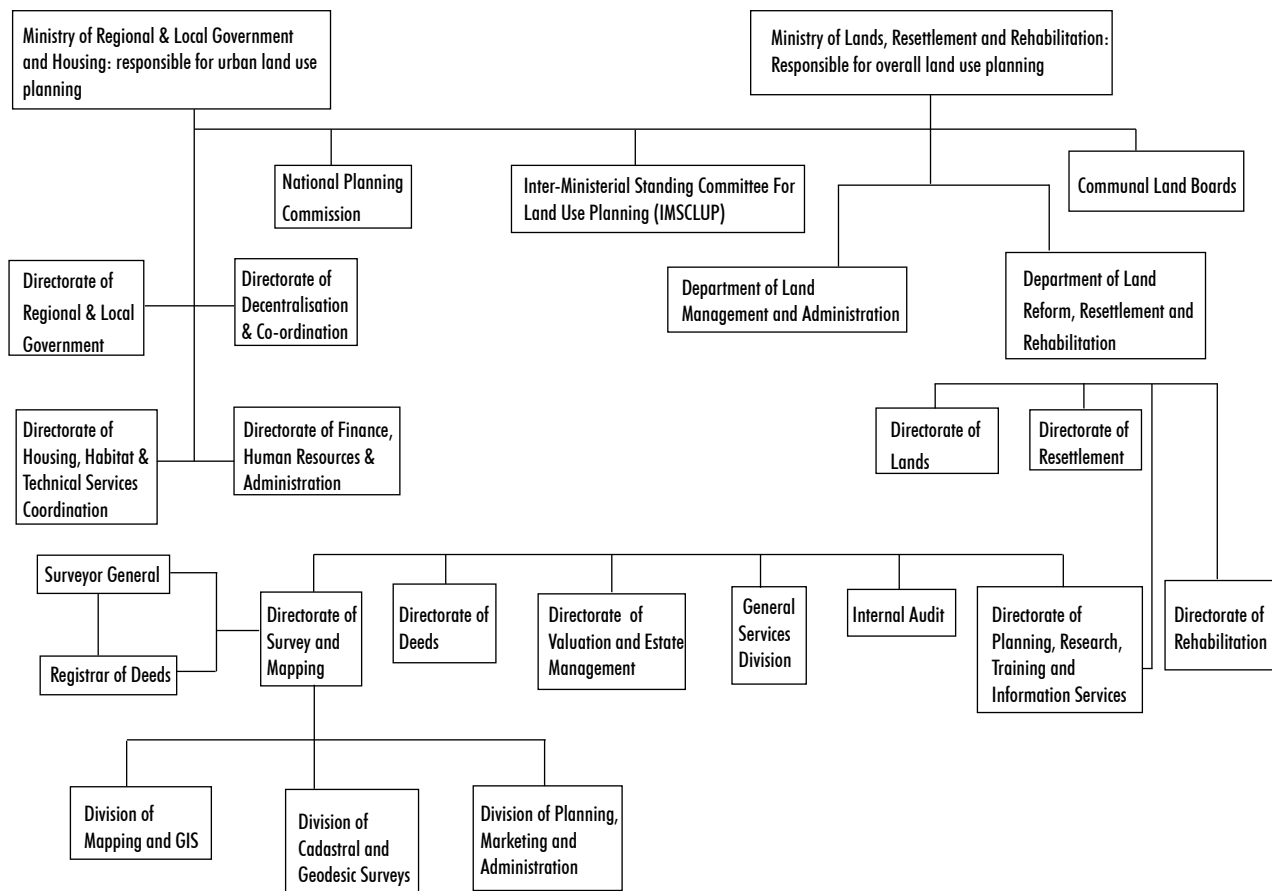 Ministry of Regional & Local Government
and Housing: responsible for urban land use
planning
Ministry of Lands, Resettlement and Rehabilitation:
Responsible for overall land use planning
National Planning
Commission
Inter-Ministerial Standing Committee For
Land Use Planning (IMSCLUP)
Communal Land Boards
Directorate of
Regional & Local
Government
Directorate of
Decentralisation
& Co-ordination
Department of Land
Management and Administration
Department of Land
Reform, Resettlement and
Rehabilitation
Directorate of
Housing, Habitat &
Technical Services
Coordination
Directorate of Finance,
Human Resources &
Administration
Directorate of
Lands
Directorate of
Resettlement
Surveyor General
Registrar of Deeds
Directorate of
Survey and
Mapping
Directorate of
Deeds
Directorate of
Valuation and Estate
Management
General
Services
Division
Internal Audit
Directorate of
Planning, Research,
Training and
Information Services
Directorate of
Rehabilitation
Division of
Mapping and GIS
Division of
Cadastral and
Geodesic Surveys
Division of Planning,
Marketing and
Administration